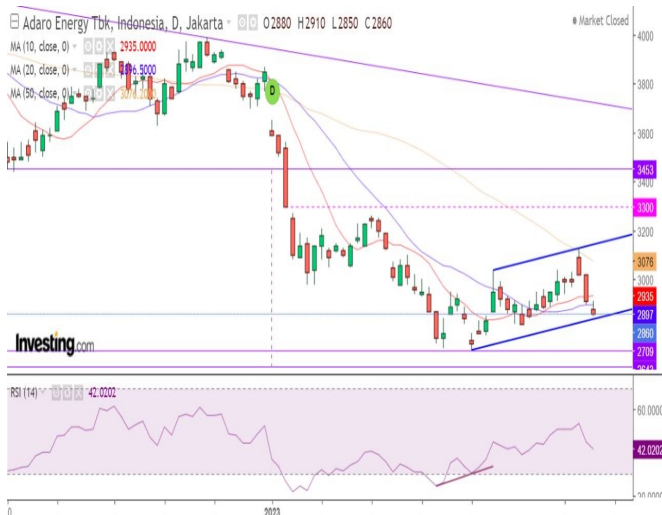 Adaro Energy Tbk, Indonesia, D, Jakarta O2880 H2910 L2850 C2860
Market Closed
MA (10, close, 0) 2935.0000
MA (20, close, 0)
MA (50, close, 0)
4000
3800
3600
3453
3400
3300
3200
3076
3000
2935
2897
2860
2709
D
Investing.com
RSI (14) 42.0202
60.0000
42.0202
2023